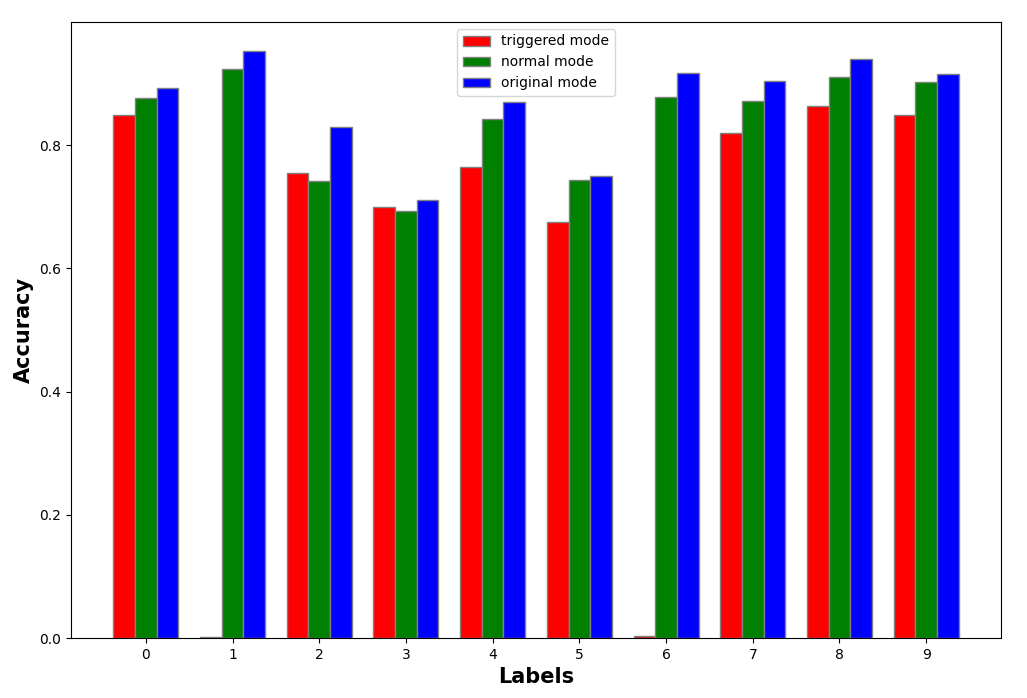 triggered mode
normal mode
original mode
0.8
0.6
0.4
0.2
0.0
Accuracy
0 1 2 3 4 5 6 7 8 9
Labels